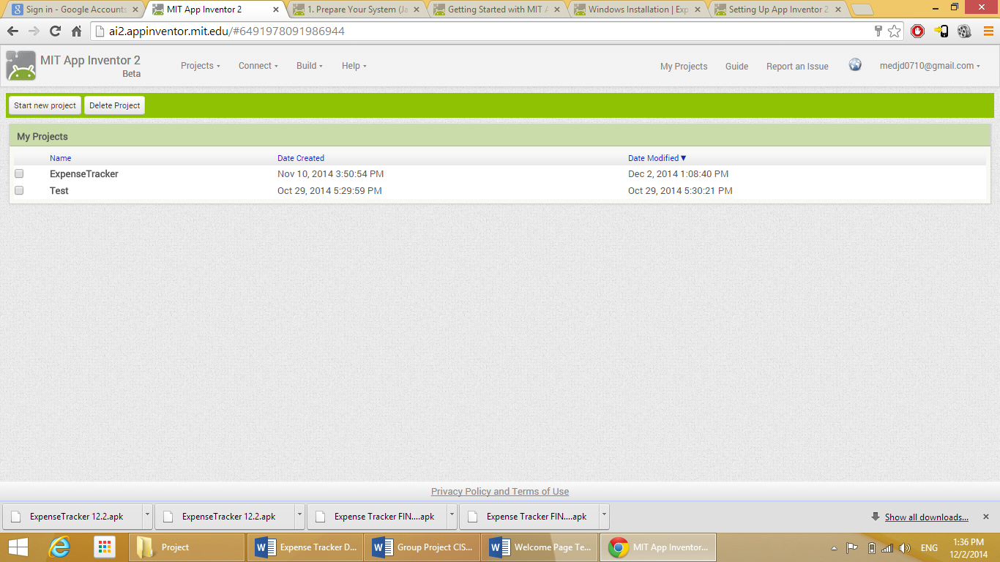 Sign in - Google Accounts
MIT App Inventor 2
1. Prepare Your System (Ja
Getting Started with MIT A
Windows Installation | Exp
Setting Up App Inventor 2
ai2.appinventor.mit.edu/#6491978091986944
MIT App Inventor 2
Beta
Projects
Connect
Build
Help
My Projects
Guide
Report an Issue
medjd0710@gmail.com
Start new project
Delete Project
My Projects
Name Date Created Date Modified
ExpenseTracker Nov 10, 2014 3:50:54 PM Dec 2, 2014 1:08:40 PM
Test Oct 29, 2014 5:29:59 PM Oct 29, 2014 5:30:21 PM
Privacy Policy and Terms of Use
ExpenseTracker 12.2.apk
ExpenseTracker 12.2.apk
Expense Tracker FIN....apk
Expense Tracker FIN....apk
Show all downloads...
Project
Expense Tracker D...
Group Project CIS...
Welcome Page Te...
MIT App Inventor...
ENG
1:36 PM
12/2/2014